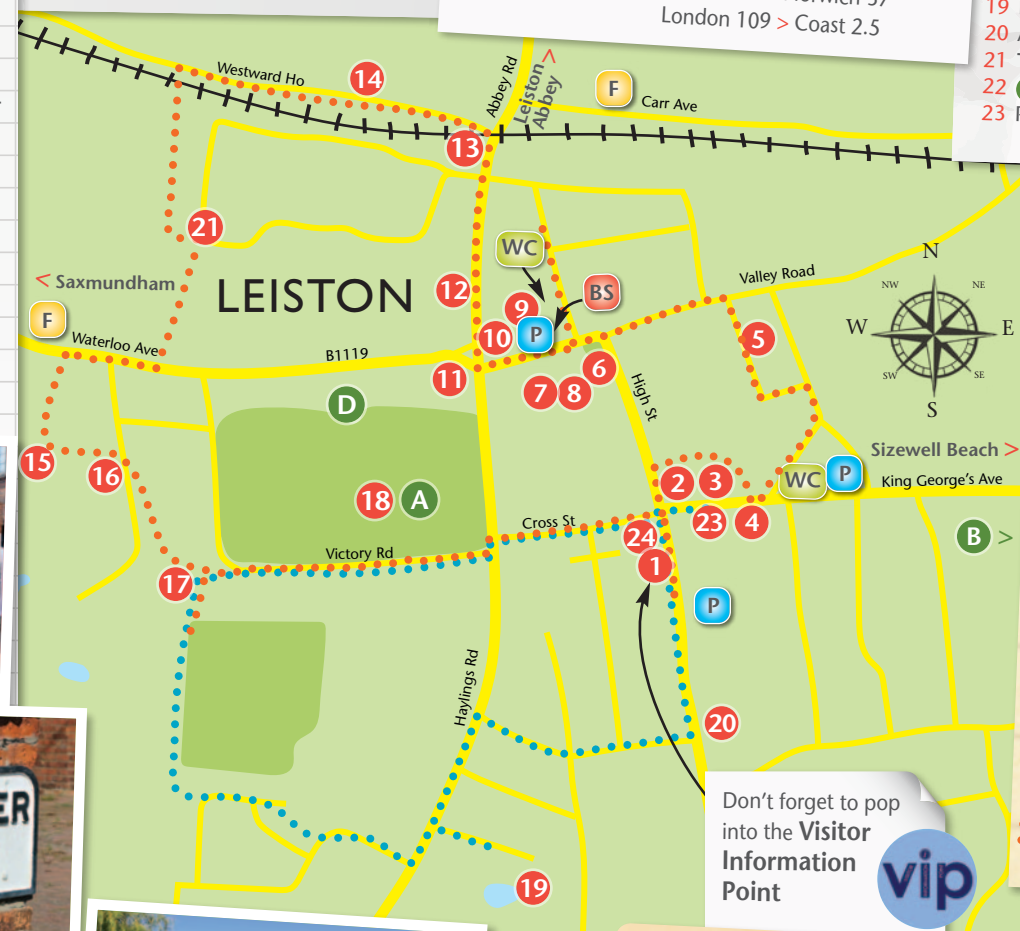 London 109 > Coast 2.5
19
20
21
22
23
Westward Ho
14
Abbey Rd
Leiston
Abbey
>
F
Carr Ave
13
21
WC
N
NW
NE
W
E
SW
SE
S
< Saxmundham
LEISTON
12
9
BS
Valley Road
F
10
P
5
Waterloo Ave
B1119
11
6
7
8
D
High St
15
16
Sizewell Beach >
2
3
WC
P
King George's Ave
18
A
Cross St
23
4
24
B >
Victory Rd
1
17
P
Haylings Rd
20
ER
Don't forget to pop
into the Visitor
Information
Point
vip
19